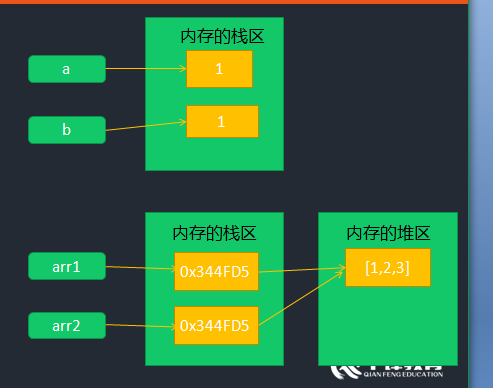 内存的栈区
a
1
b
1
内存的栈区
内存的堆区
arr1
0x344FD5
[1,2,3]
arr2
0x344FD5
QIANFENG EDUCATION